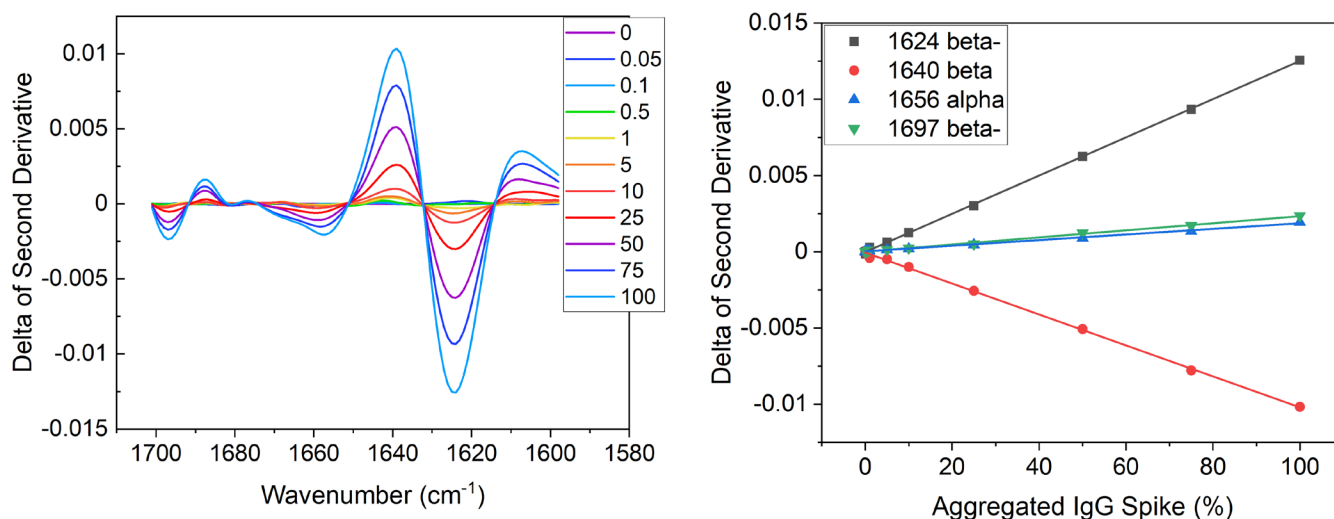 0.01
0.005
0
-0.005
-0.01
-0.015
Delta of Second Derivative
1700 1680 1660 1640 1620 1600 1580
Wavenumber (cm-1)
0
0.05
0.1
0.5
1
5
10
25
50
75
100
0.015
0.01
0.005
0
-0.005
-0.01
Delta of Second Derivative
1624 beta-
1640 beta
1656 alpha
1697 beta-
0 20 40 60 80 100
Aggregated IgG Spike (%)